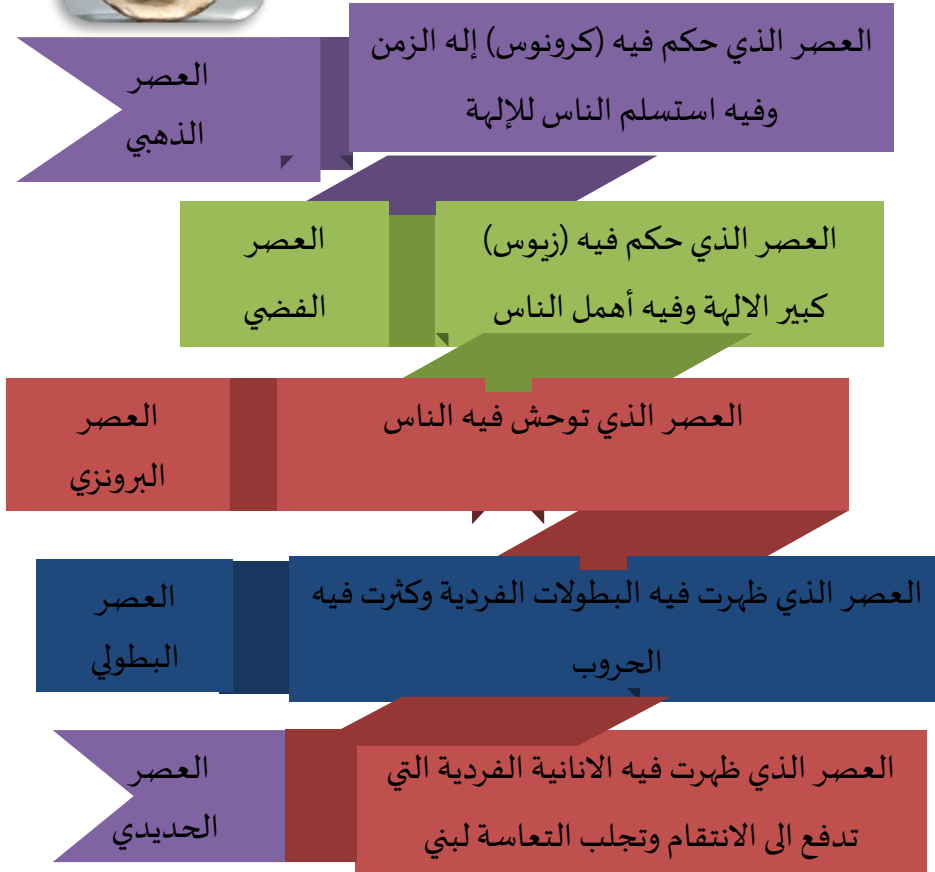 العصر الذي حكم فيه (كرونوس) إله الزمن
وفيه استسلم الناس للإلهة
العصر
الذهبي
العصر الذي حكم فيه (زيوس)
كبير الالهة وفيه أهمل الناس
العصر
الفضي
العصر الذي توحش فيه الناس
العصر
البرونزي
العصر الذي ظهرت فيه البطولات الفردية وكثرت فيه
الحروب
العصر
البطولي
العصر الذي ظهرت فيه الانانية الفردية التي
تدفع الى الانتقام وتجلب التعاسة لبني
العصر
الحديدي